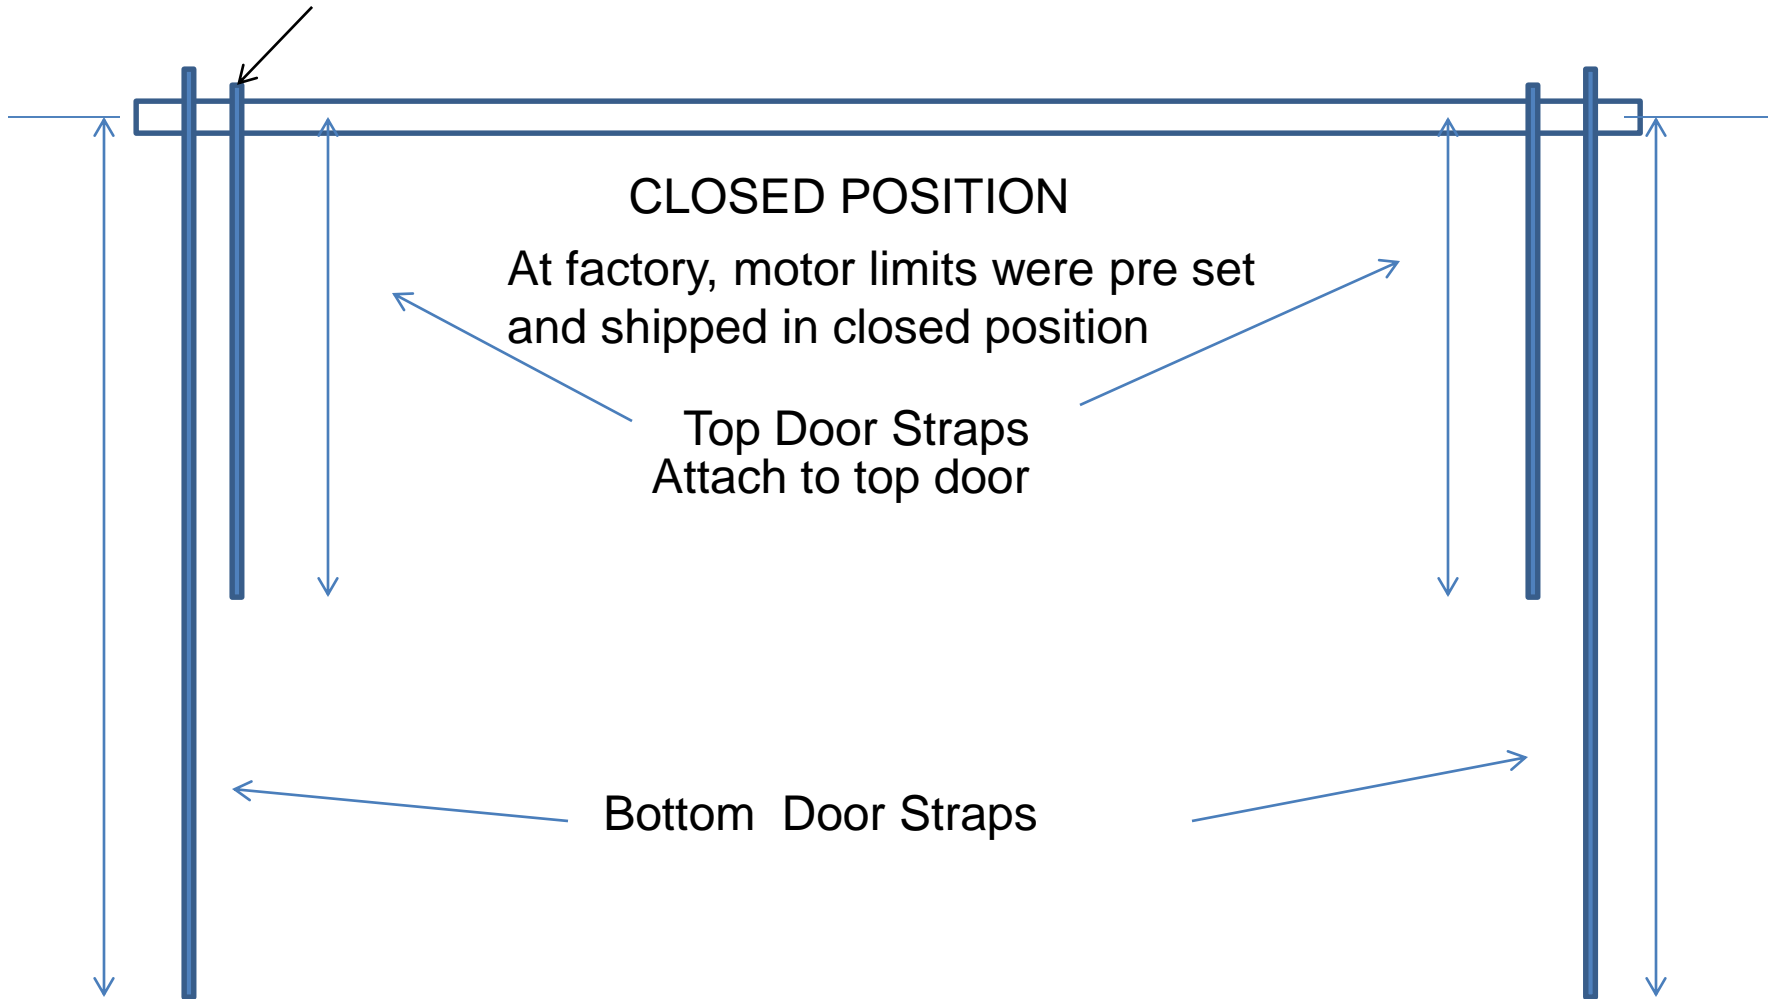 CLOSED POSITION
At factory, motor limits were pre set
and shipped in closed position
Top Door Straps
Attach to top door
Bottom  Door Straps